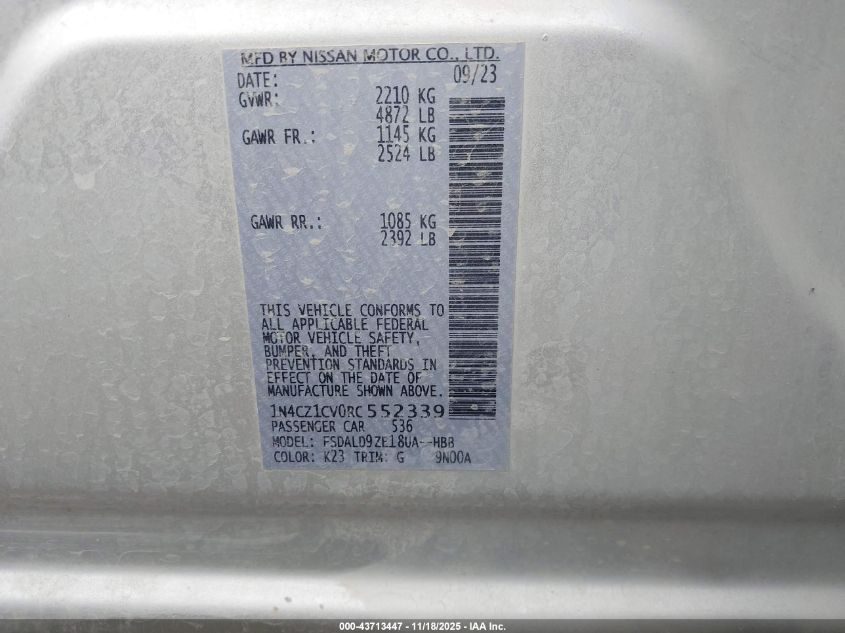 MFD BY NISSAN MOTOR CO., LTD.
DATE: 09/23
GVWR: 2210 KG
4872 LB
GAWR FR.: 1145 KG
2524 LB
GAWR RR.: 1085 KG
2392 LB
THIS VEHICLE CONFORMS TO
ALL APPLICABLE FEDERAL
MOTOR VEHICLE SAFETY,
BUMPER, AND THEFT
PREVENTION STANDARDS IN
EFFECT ON THE DATE OF
MANUFACTURE SHOWN ABOVE.
1N4CZ1CV0RC552339
PASSENGER CAR 536
MODEL: FSDALD9ZE18UA--HBB
COLOR: K23 TRIM: G 9N00A
000-43713447 - 11/18/2025 - IAA Inc.